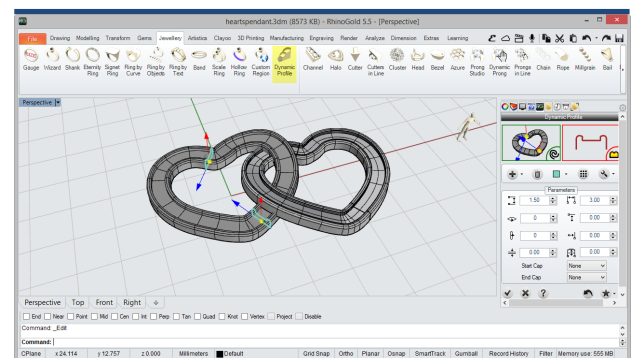 heartspendant.3dm (8573 KB) - RhinoGold 5.5 - [Perspective]
File Drawing Modelling Transform Gems Jewellery Artistics Clayoo 3D Printing Manufacturing Engraving Render Analyze Dimension Extras Learning
Gauge Wizard Shank Eternity Ring Signet Ring Ring by Curve Ring by Objects Ring by Text Band Scale Ring Hollow Ring Custom Region Dynamic Profile Channel Halo Cutter Cutters in Line Cluster Head Bezel Azure Prong Studio Dynamic Prong Prongs in Line Chain Rope Millgrain Bail
Perspective
Dynamic Profile
Parameters
1.50 3.00
0 0.00
0 0.00
0.00 0.00
Start Cap None
End Cap None
Perspective Top Front Right
End Near Point Mid Cen Int Perp Tan Quad Knot Vertex Project Disable
Command: _Edit
Command:
CPlane x 24.114 y 12.757 z 0.000 Millimeters Default Grid Snap Ortho Planar Osnap SmartTrack Gumball Record History Filter Memory use: 555 MB